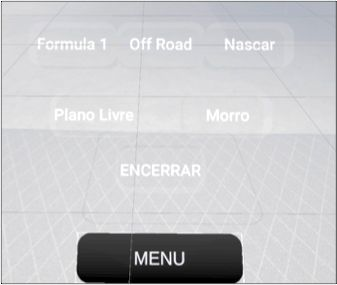 Formula 1 Off Road Nascar
Plano Livre Morro
ENCERRAR
MENU